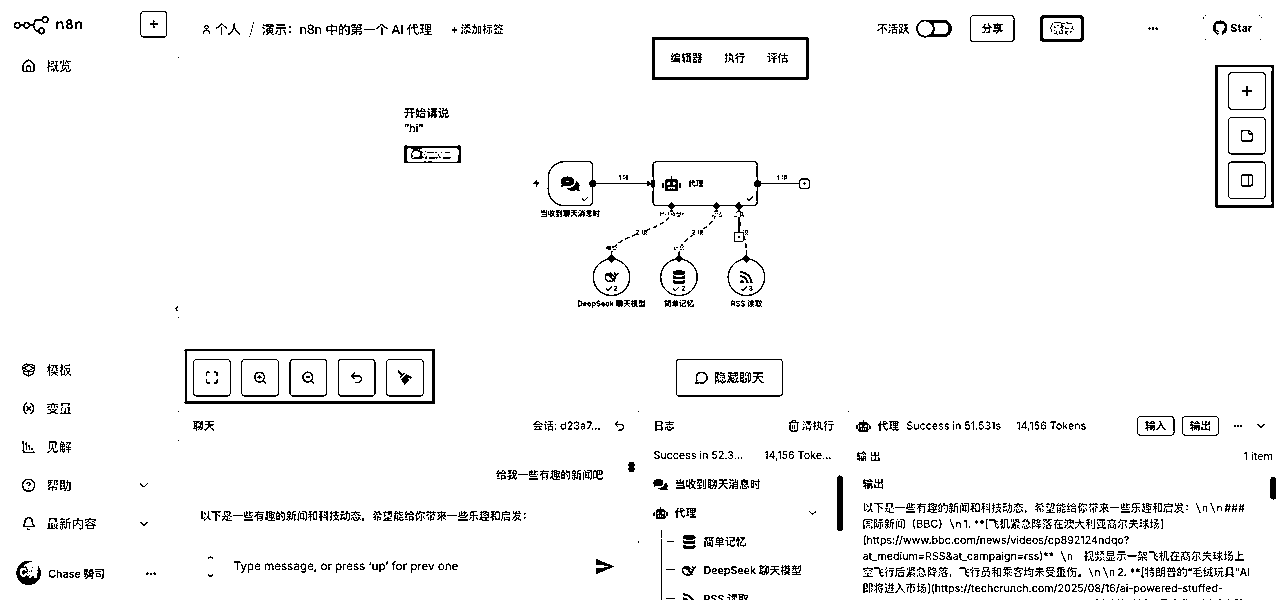 n8n
+
个人 / 演示：n8n 中的第一个 AI 代理 + 添加标签
不活跃
分享
保存
...
Star
概览
编辑器 执行 评估
开始请说
"hi"
1 项
代理
1 项
当收到聊天消息时
2 项
2 项
2
2
3
DeepSeek 聊天模型
简单记忆
RSS 读取
模板
变量
见解
帮助
最新内容
Chase 骑司
...
隐藏聊天
聊天
会话: d23a7...
给我一些有趣的新闻吧
以下是一些有趣的新闻和科技动态，希望能给你带来一些乐趣和启发：
Type message, or press 'up' for prev one
日志
清执行
Success in 52.3... 14,156 Toke...
当收到聊天消息时
代理
简单记忆
DeepSeek 聊天模型
RSS 读取
代理 Success in 51.531s 14,156 Tokens
输入
输出
...
输出
1 item
输出
以下是一些有趣的新闻和科技动态，希望能给你带来一些乐趣和启发：\n\n###
国际新闻（BBC）\n1. **[飞机紧急降落在澳大利亚高尔夫球场]
(https://www.bbc.com/news/videos/cp892124ndqo?
at_medium=RSS&at_campaign=rss)** \n 视频显示一架飞机在高尔夫球场上
空飞行后紧急降落，飞行员和乘客均未受重伤。\n\n2. **[特朗普的“毛绒玩具”AI
即将进入市场](https://techcrunch.com/2025/08/16/ai-powered-stuffed-